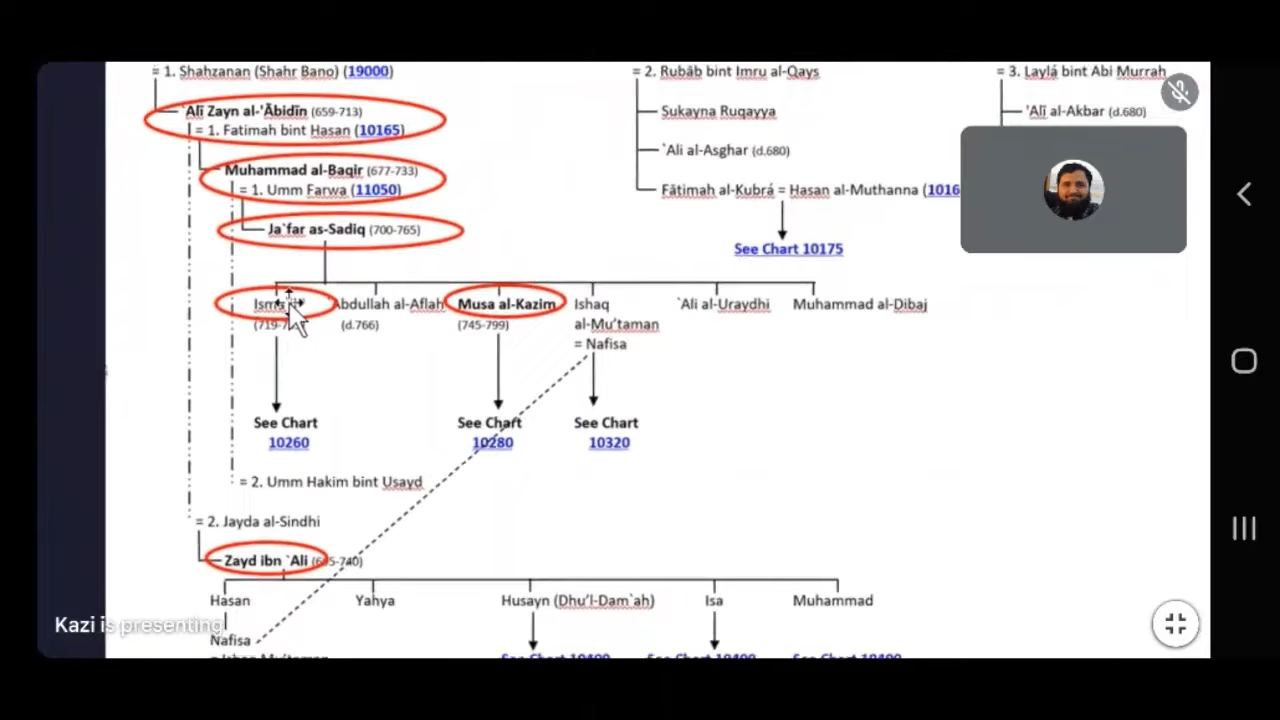 = 1. Shahzanan (Shahr Bano) (19000)
= 2. Rubâb bint Imru al-Qays
= 3. Laylá bint Abi Murrah
`Alī Zayn al-'Ābidīn (659-713)
Sukayna Ruqayya
'Alī al-Akbar (d.680)
= 1. Fatimah bint Hasan (10165)
`Ali al-Asghar (d.680)
Muhammad al-Baqir (677-733)
= 1. Umm Farwa (11050)
Fātimah al-Kubrá = Hasan al-Muthanna (1016
Ja`far as-Sadiq (700-765)
See Chart 10175
`Abdullah al-Aflah
Musa al-Kazim
Ishaq
`Ali al-Uraydhi
Muhammad al-Dibaj
(d.766)
(745-799)
al-Mu'taman
= Nafisa
See Chart
See Chart
See Chart
10260
10280
10320
= 2. Umm Hakim bint Usayd
= 2. Jayda al-Sindhi
Zayd ibn `Ali
Hasan
Yahya
Husayn (Dhu'l-Dam`ah)
Isa
Muhammad
Kazi is presenting
Nafisa